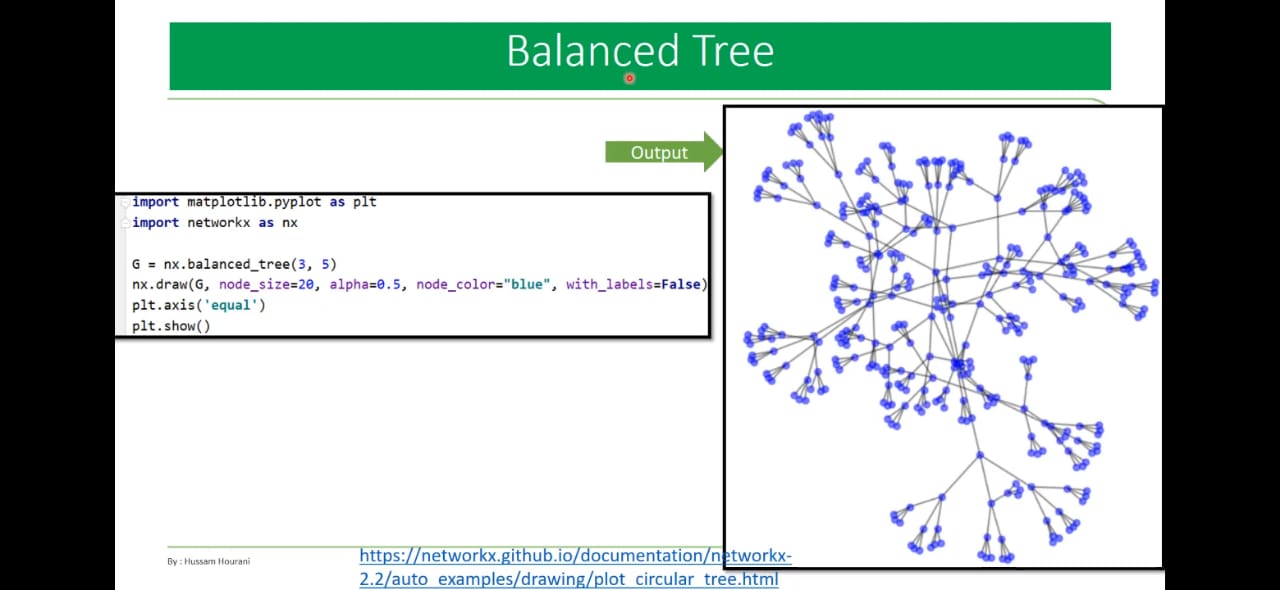 Balanced Tree
Output
import matplotlib.pyplot as plt
import networkx as nx
G = nx.balanced_tree(3, 5)
nx.draw(G, node_size=20, alpha=0.5, node_color="blue", with_labels=False)
plt.axis('equal')
plt.show()
By : Hussam Hourani
https://networkx.github.io/documentation/networkx-
2.2/auto_examples/drawing/plot_circular_tree.html